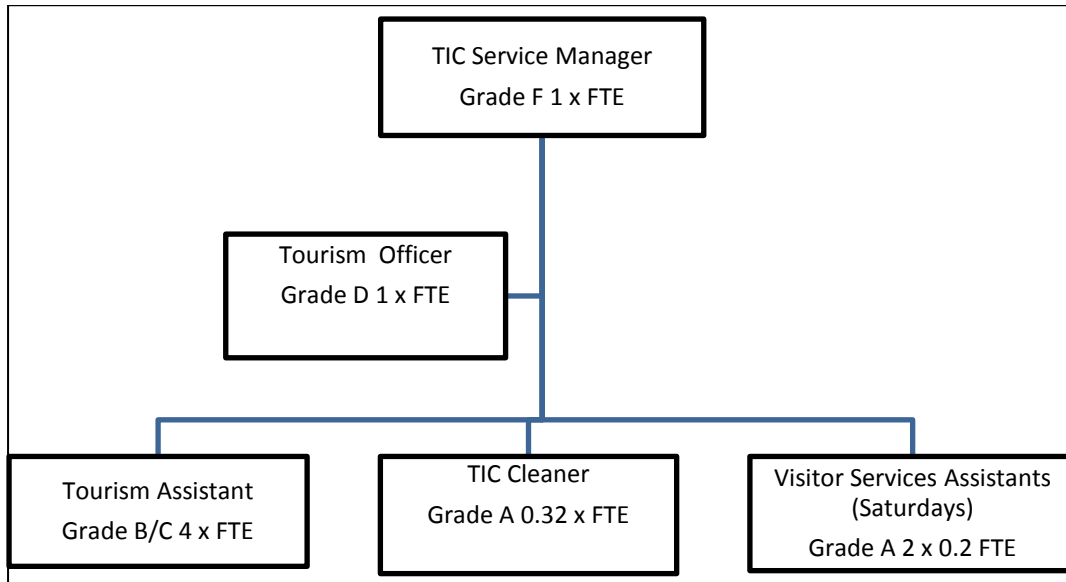 TIC Service Manager
Grade F 1 x FTE
Tourism  Officer
Grade D 1 x FTE
Tourism Assistant
Grade B/C 4 x FTE
TIC Cleaner
Grade A 0.32 x FTE
Visitor Services Assistants
(Saturdays)
Grade A 2 x 0.2 FTE